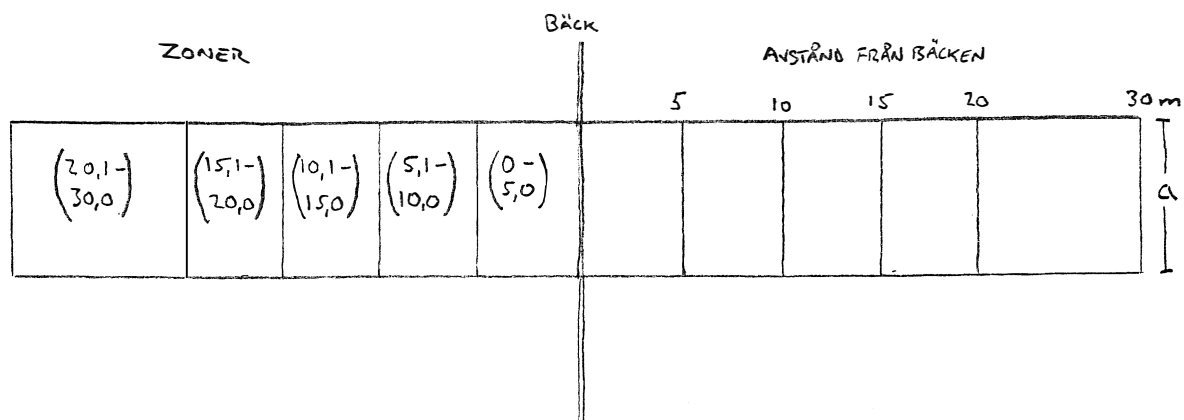 BÄCK
ZONER
AVSTÅND FRÅN BÄCKEN
5 10 15 20 30 m
(20,1- (15,1- (10,1- (5,1- (0 -
30,0) 20,0) 15,0) 10,0) 5,0)
a